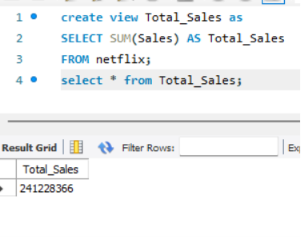 1 create view Total_Sales as
2 SELECT SUM(Sales) AS Total_Sales
3 FROM netflix;
4 select * from Total_Sales;
Result Grid Filter Rows:
Total_Sales
241228366